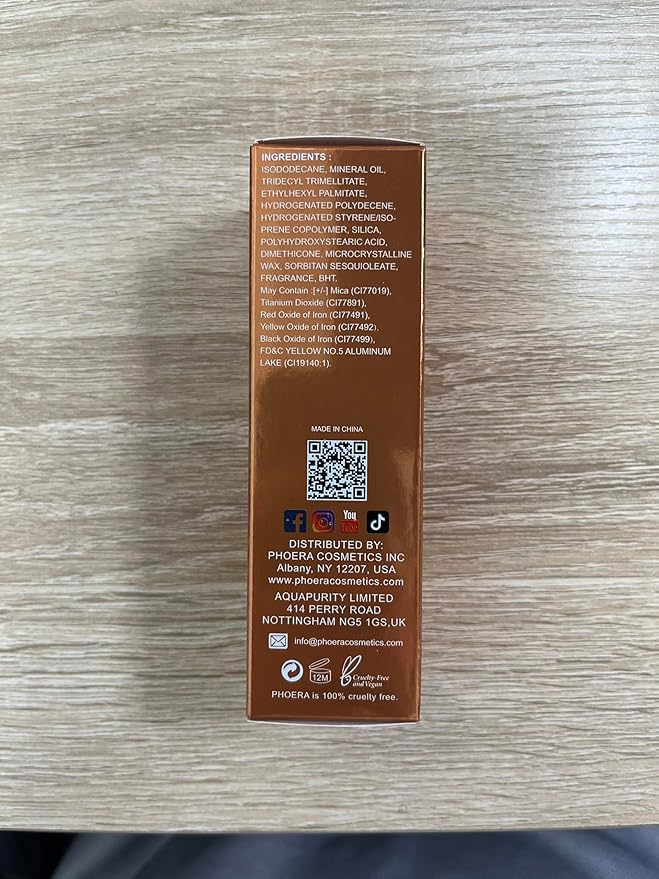 INGREDIENTS :
ISODODECANE, MINERAL OIL,
TRIDECYL TRIMELLITATE,
ETHYLHEXYL PALMITATE,
HYDROGENATED POLYDECENE,
HYDROGENATED STYRENE/ISO-
PRENE COPOLYMER, SILICA,
POLYHYDROXYSTEARIC ACID,
DIMETHICONE, MICROCRYSTALLINE
WAX, SORBITAN SESQUIOLEATE,
FRAGRANCE, BHT.
May Contain :[+/-] Mica (CI77019),
Titanium Dioxide (CI77891),
Red Oxide of Iron (CI77491),
Yellow Oxide of Iron (CI77492),
Black Oxide of Iron (CI77499),
FD&C YELLOW NO.5 ALUMINUM
LAKE (CI19140:1).
MADE IN CHINA
You
Tube
DISTRIBUTED BY:
PHOERA COSMETICS INC
Albany, NY 12207, USA
www.phoeracosmetics.com
AQUAPURITY LIMITED
414 PERRY ROAD
NOTTINGHAM NG5 1GS,UK
info@phoeracosmetics.com
12M
Cruelty-Free
and Vegan
PHOERA is 100% cruelty free.